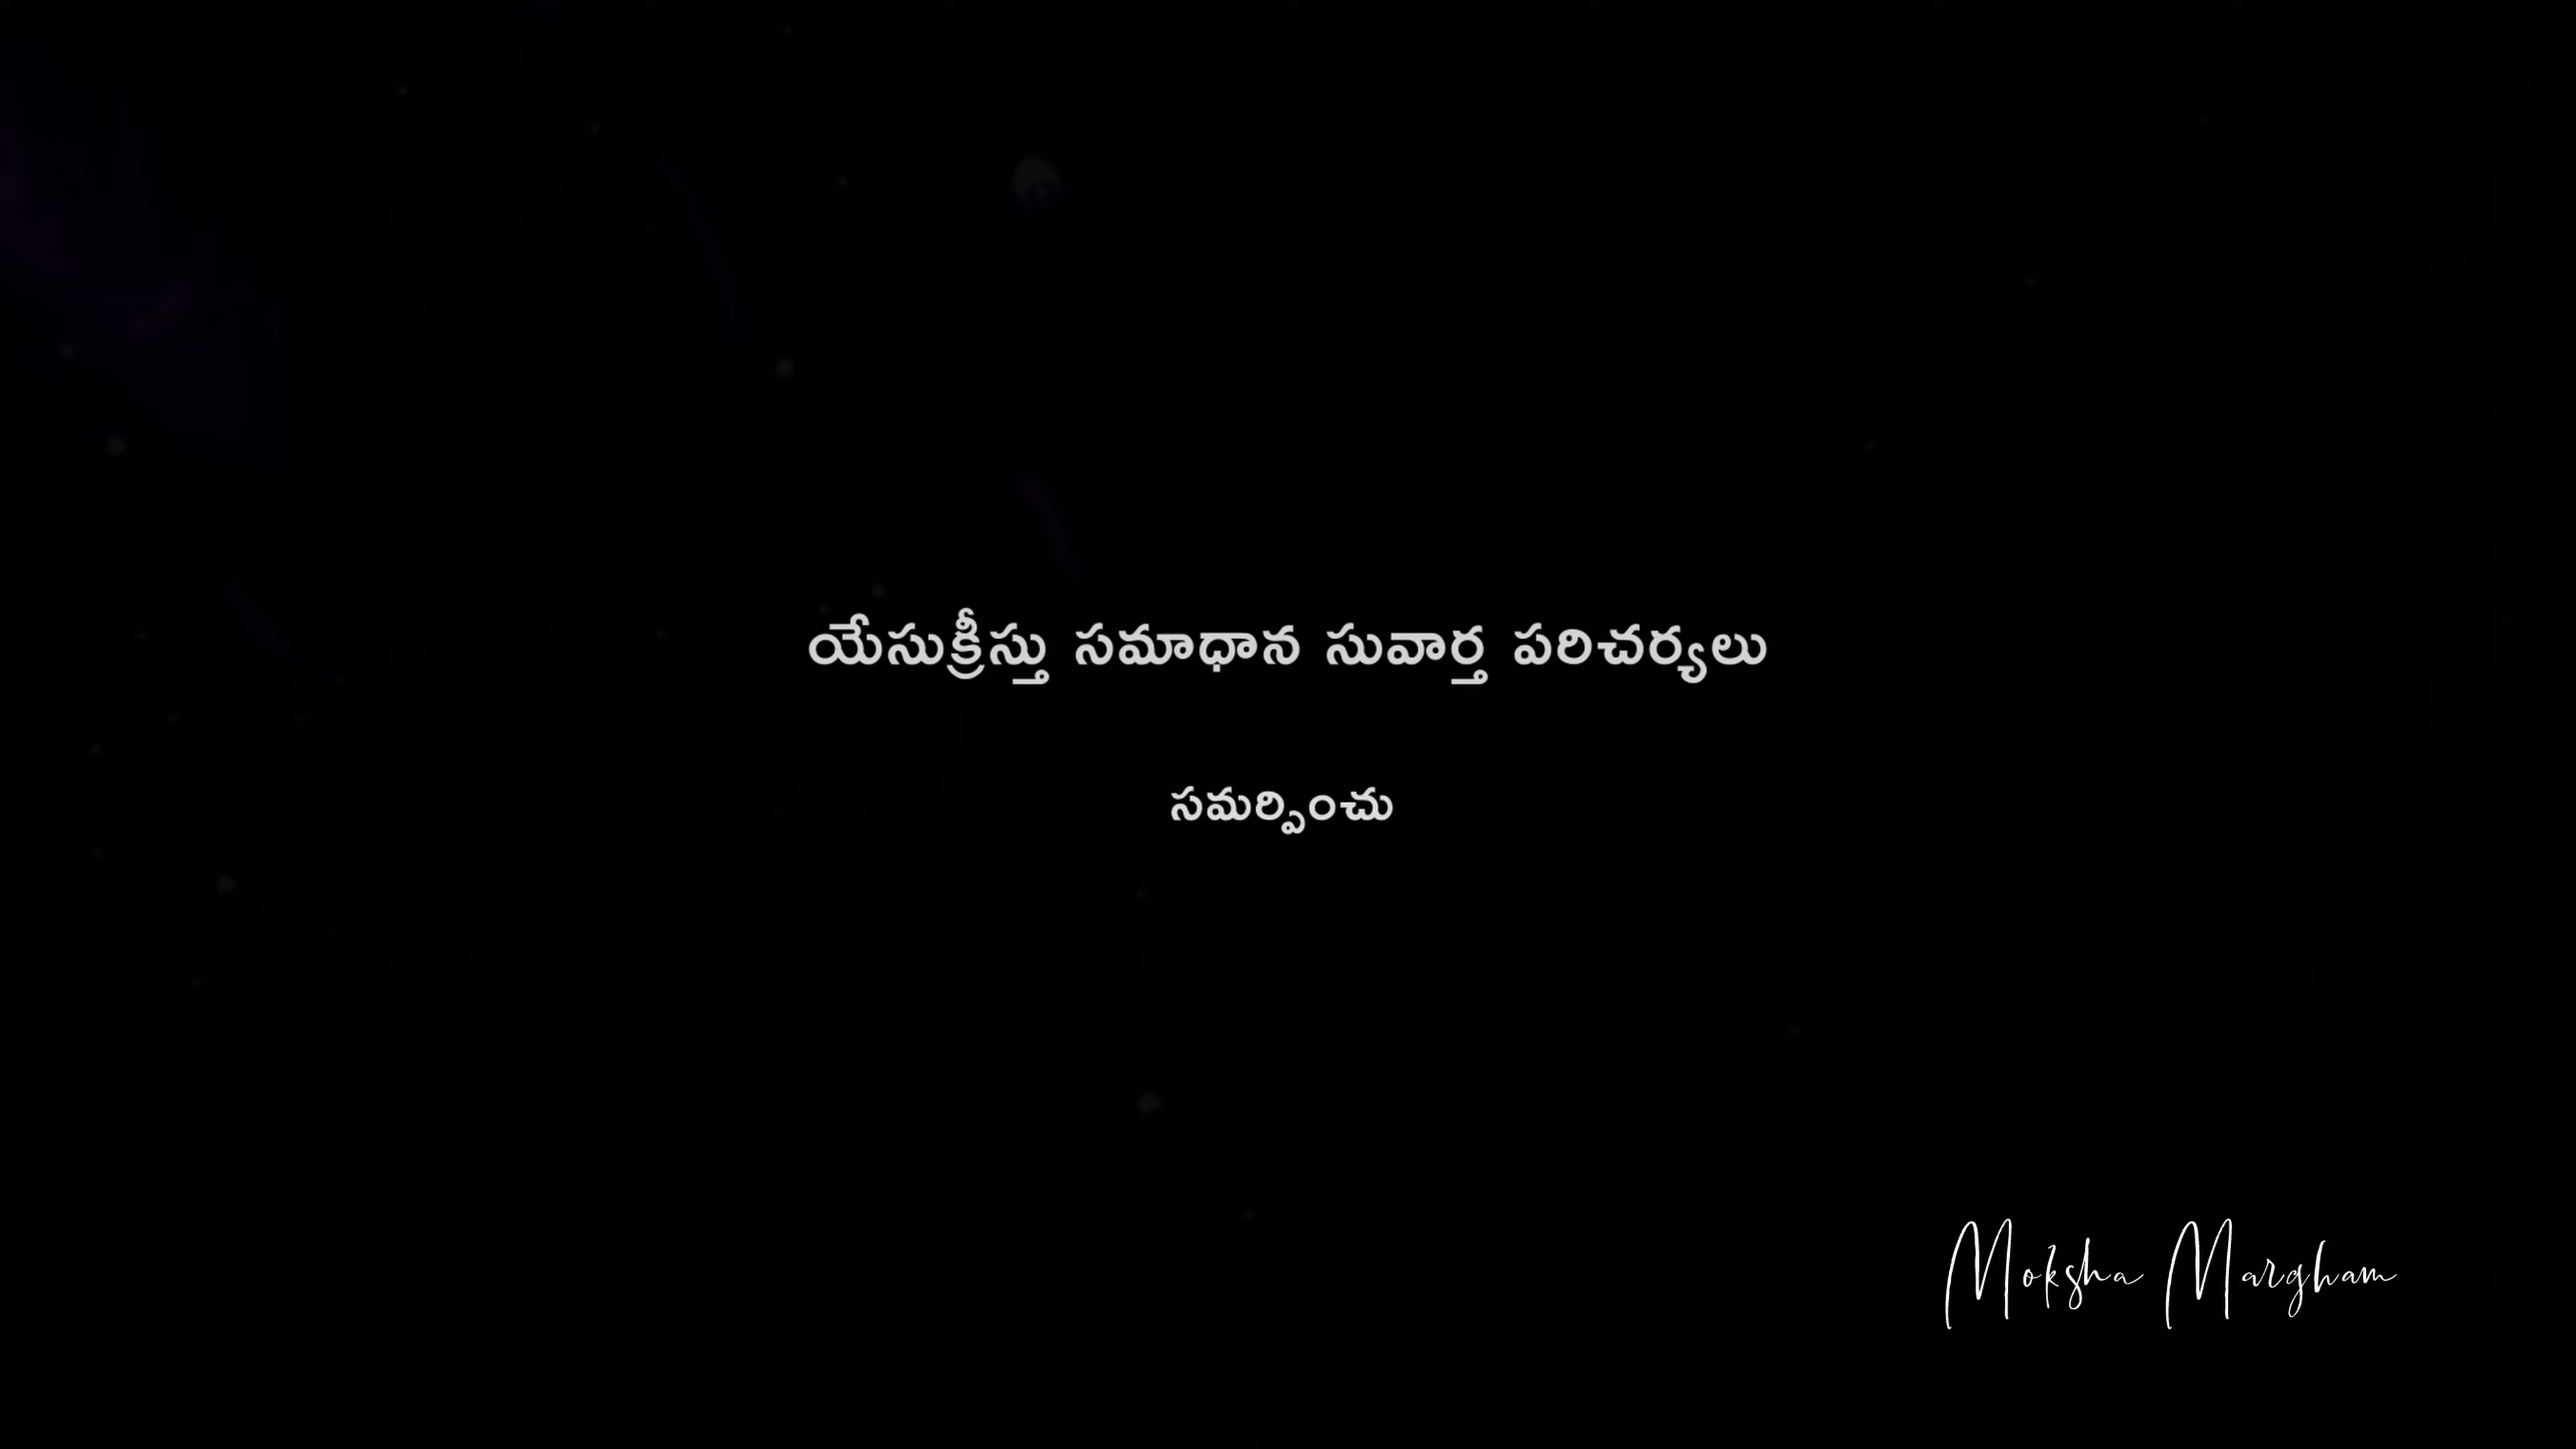 యేసుక్రీస్తు సమాధాన సువార్త పరిచర్యలు
సమర్పించు
Moksha Margham